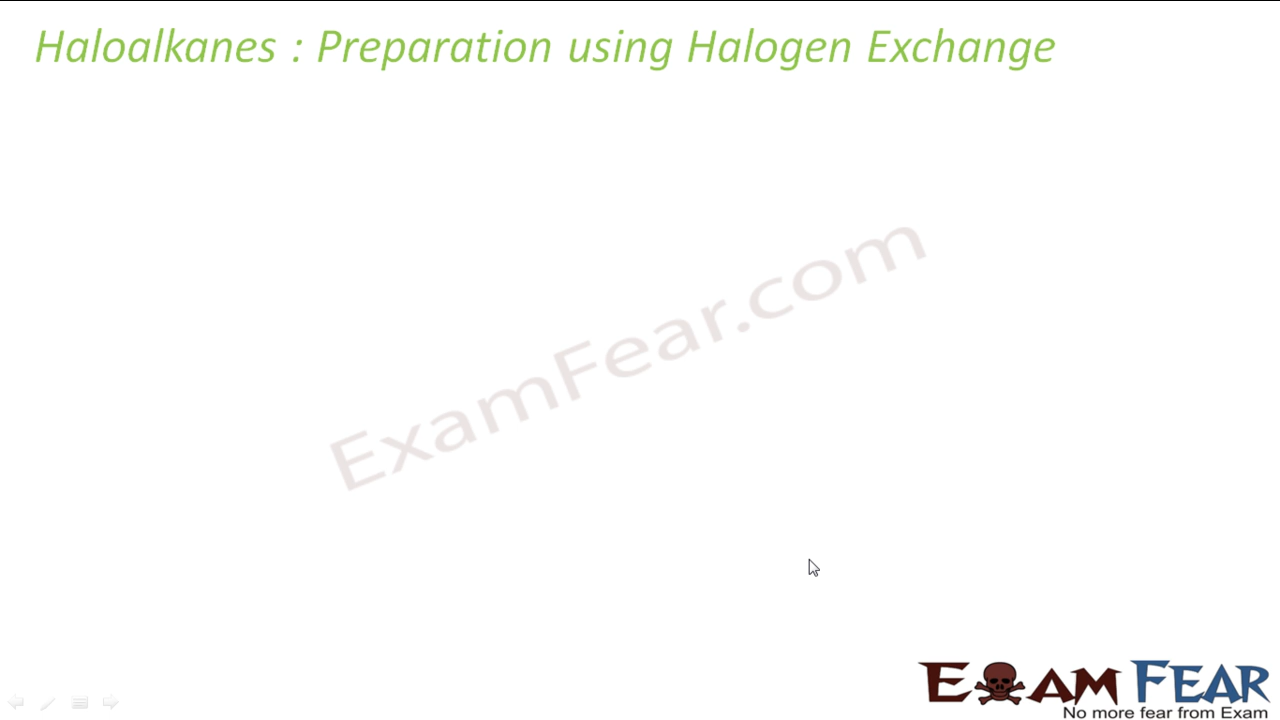 Haloalkanes : Preparation using Halogen Exchange
ExamFear.com
EXAM FEAR
No more fear from Exam